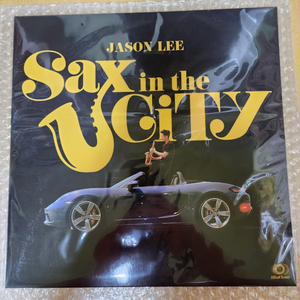 JASON LEE
Sax in the
CiTY